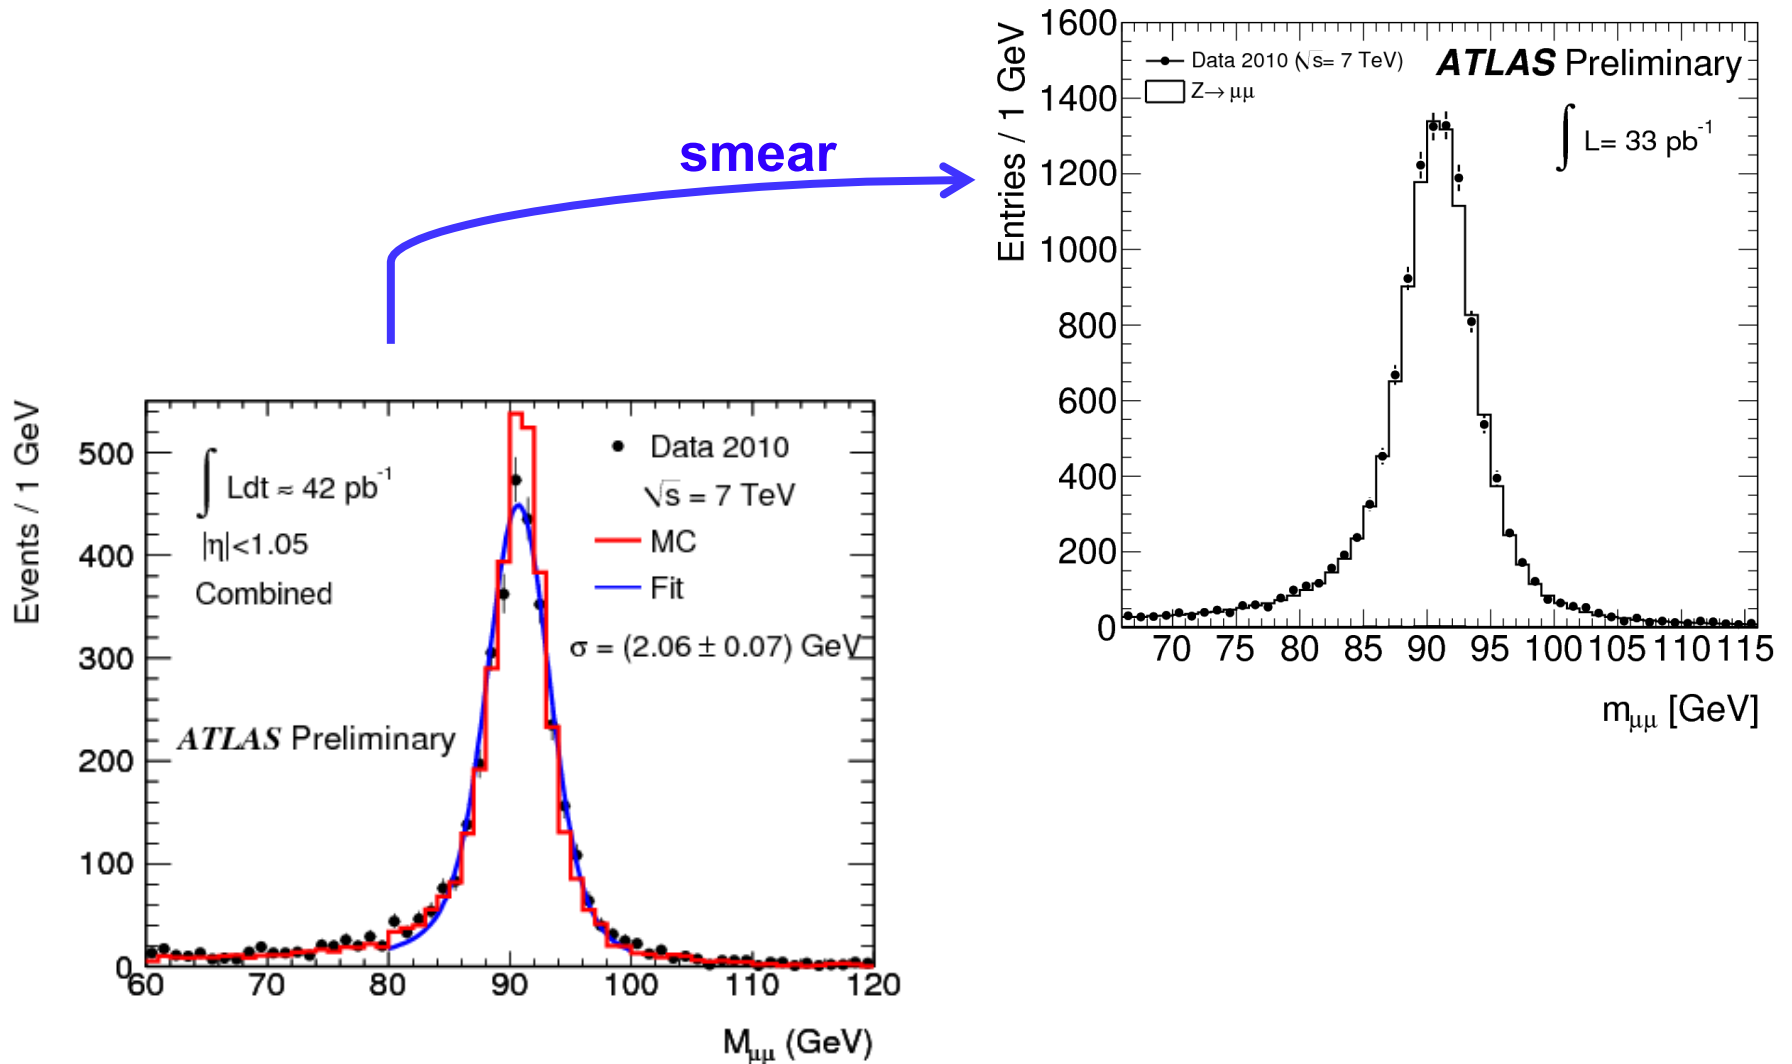 smear
Entries / 1 GeV
1600
1400
1200
1000
800
600
400
200
0
Data 2010 (√s= 7 TeV)
Z→ μμ
ATLAS Preliminary
∫ L= 33 pb⁻¹
70 75 80 85 90 95 100 105 110 115
mμμ [GeV]
Events / 1 GeV
500
400
300
200
100
0
∫ Ldt ≈ 42 pb⁻¹
|η|<1.05
Combined
Data 2010
√s = 7 TeV
MC
Fit
σ = (2.06 ± 0.07) GeV
ATLAS Preliminary
60 70 80 90 100 110 120
Mμμ (GeV)